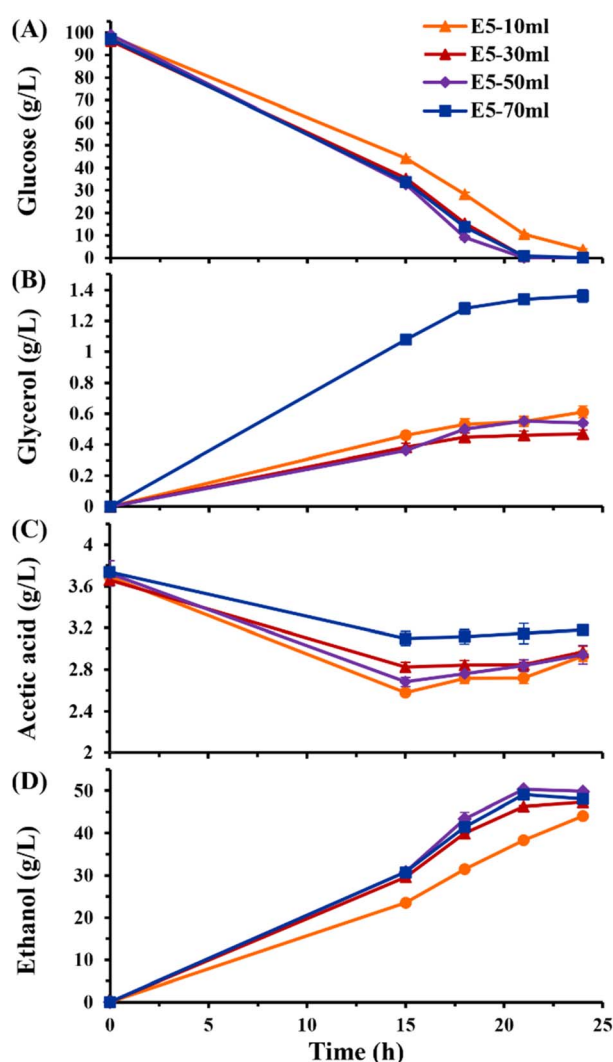 (A)
Glucose (g/L)
100
90
80
70
60
50
40
30
20
10
0
E5-10ml
E5-30ml
E5-50ml
E5-70ml
(B)
Glycerol (g/L)
1.4
1.2
1
0.8
0.6
0.4
0.2
0
(C)
Acetic acid (g/L)
4
3.6
3.2
2.8
2.4
2
(D)
Ethanol (g/L)
50
40
30
20
10
0
0 5 10 15 20 25
Time (h)